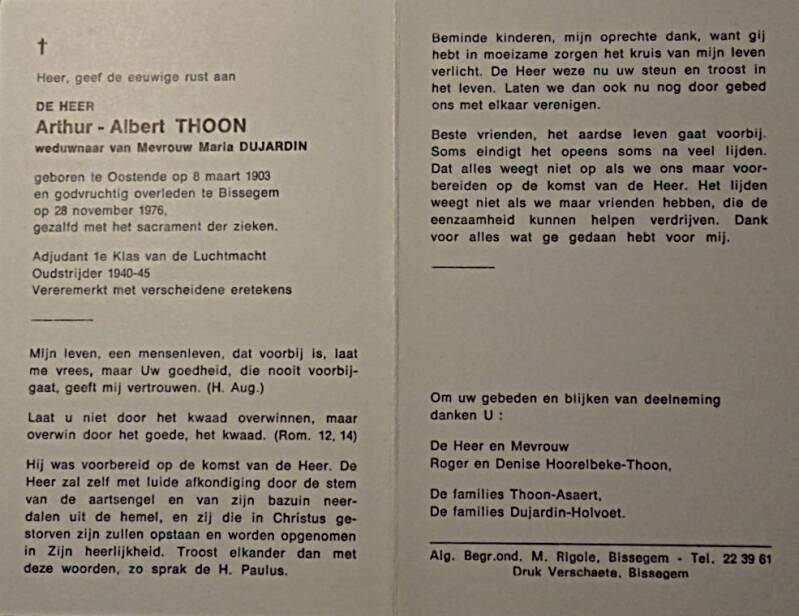 Heer, geef de eeuwige rust aan
DE HEER
Arthur - Albert THOON
weduwnaar van Mevrouw Maria DUJARDIN
geboren te Oostende op 8 maart 1903
en godvruchtig overleden te Bissegem
op 28 november 1976,
gezalfd met het sacrament der zieken.
Adjudant 1e Klas van de Luchtmacht
Oudstrijder 1940-45
Vereremerkt met verscheidene eretekens
Mijn leven, een mensenleven, dat voorbij is, laat
me vrees, maar Uw goedheid, die nooit voorbij-
gaat, geeft mij vertrouwen. (H. Aug.)
Laat u niet door het kwaad overwinnen, maar
overwin door het goede, het kwaad. (Rom. 12, 14)
Hij was voorbereid op de komst van de Heer. De
Heer zal zelf met luide afkondiging door de stem
van de aartsengel en van zijn bazuin neer-
dalen uit de hemel, en zij die in Christus ge-
storven zijn zullen opstaan en worden opgenomen
in Zijn heerlijkheid. Troost elkander dan met
deze woorden, zo sprak de H. Paulus.
Beminde kinderen, mijn oprechte dank, want gij
hebt in moeizame zorgen het kruis van mijn leven
verlicht. De Heer weze nu uw steun en troost in
het leven. Laten we dan ook nu nog door gebed
ons met elkaar verenigen.
Beste vrienden, het aardse leven gaat voorbij.
Soms eindigt het opeens soms na veel lijden.
Dat alles weegt niet op als we ons maar voor-
bereiden op de komst van de Heer. Het lijden
weegt niet als we maar vrienden hebben, die de
eenzaamheid kunnen helpen verdrijven. Dank
voor alles wat ge gedaan hebt voor mij.
Om uw gebeden en blijken van deelneming
danken U :
De Heer en Mevrouw
Roger en Denise Hoorelbeke-Thoon,
De families Thoon-Asaert,
De families Dujardin-Holvoet.
Alg. Begr.ond. M. Rigole, Bissegem - Tel. 22 39 61
Druk Verschaete, Bissegem